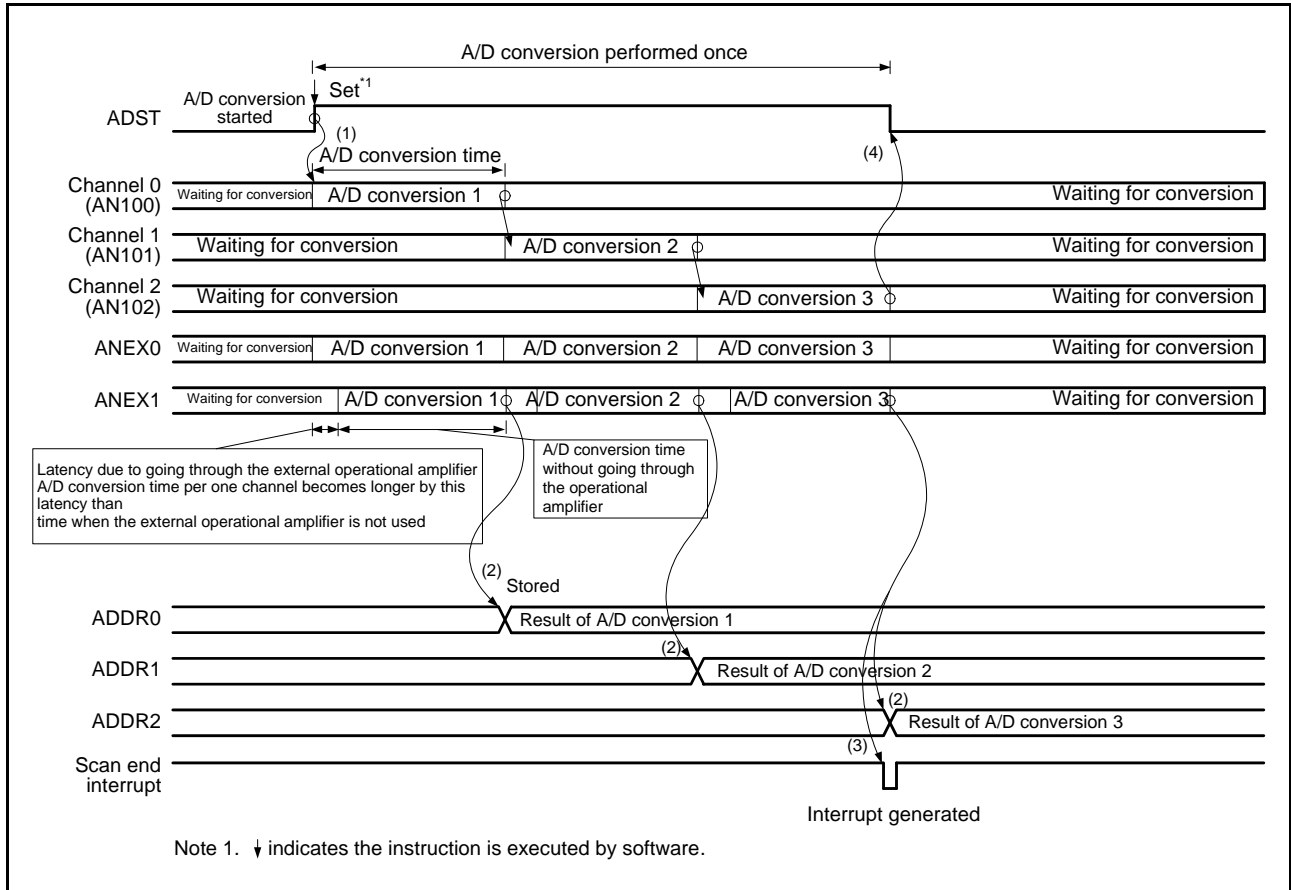 A/D conversion performed once
Set*1
A/D conversion
started
ADST
(1)
(4)
A/D conversion time
Channel 0
(AN100)
Waiting for conversion
A/D conversion 1
Waiting for conversion
Channel 1
(AN101)
Waiting for conversion
A/D conversion 2
Waiting for conversion
Channel 2
(AN102)
Waiting for conversion
A/D conversion 3
Waiting for conversion
ANEX0
Waiting for conversion
A/D conversion 1
A/D conversion 2
A/D conversion 3
Waiting for conversion
ANEX1
Waiting for conversion
A/D conversion 1
A/D conversion 2
A/D conversion 3
Waiting for conversion
Latency due to going through the external operational amplifier
A/D conversion time per one channel becomes longer by this
latency than
time when the external operational amplifier is not used
A/D conversion time
without going through
the operational
amplifier
(2)
Stored
ADDR0
Result of A/D conversion 1
(2)
ADDR1
Result of A/D conversion 2
(2)
ADDR2
Result of A/D conversion 3
(3)
Scan end
interrupt
Interrupt generated
Note 1. indicates the instruction is executed by software.